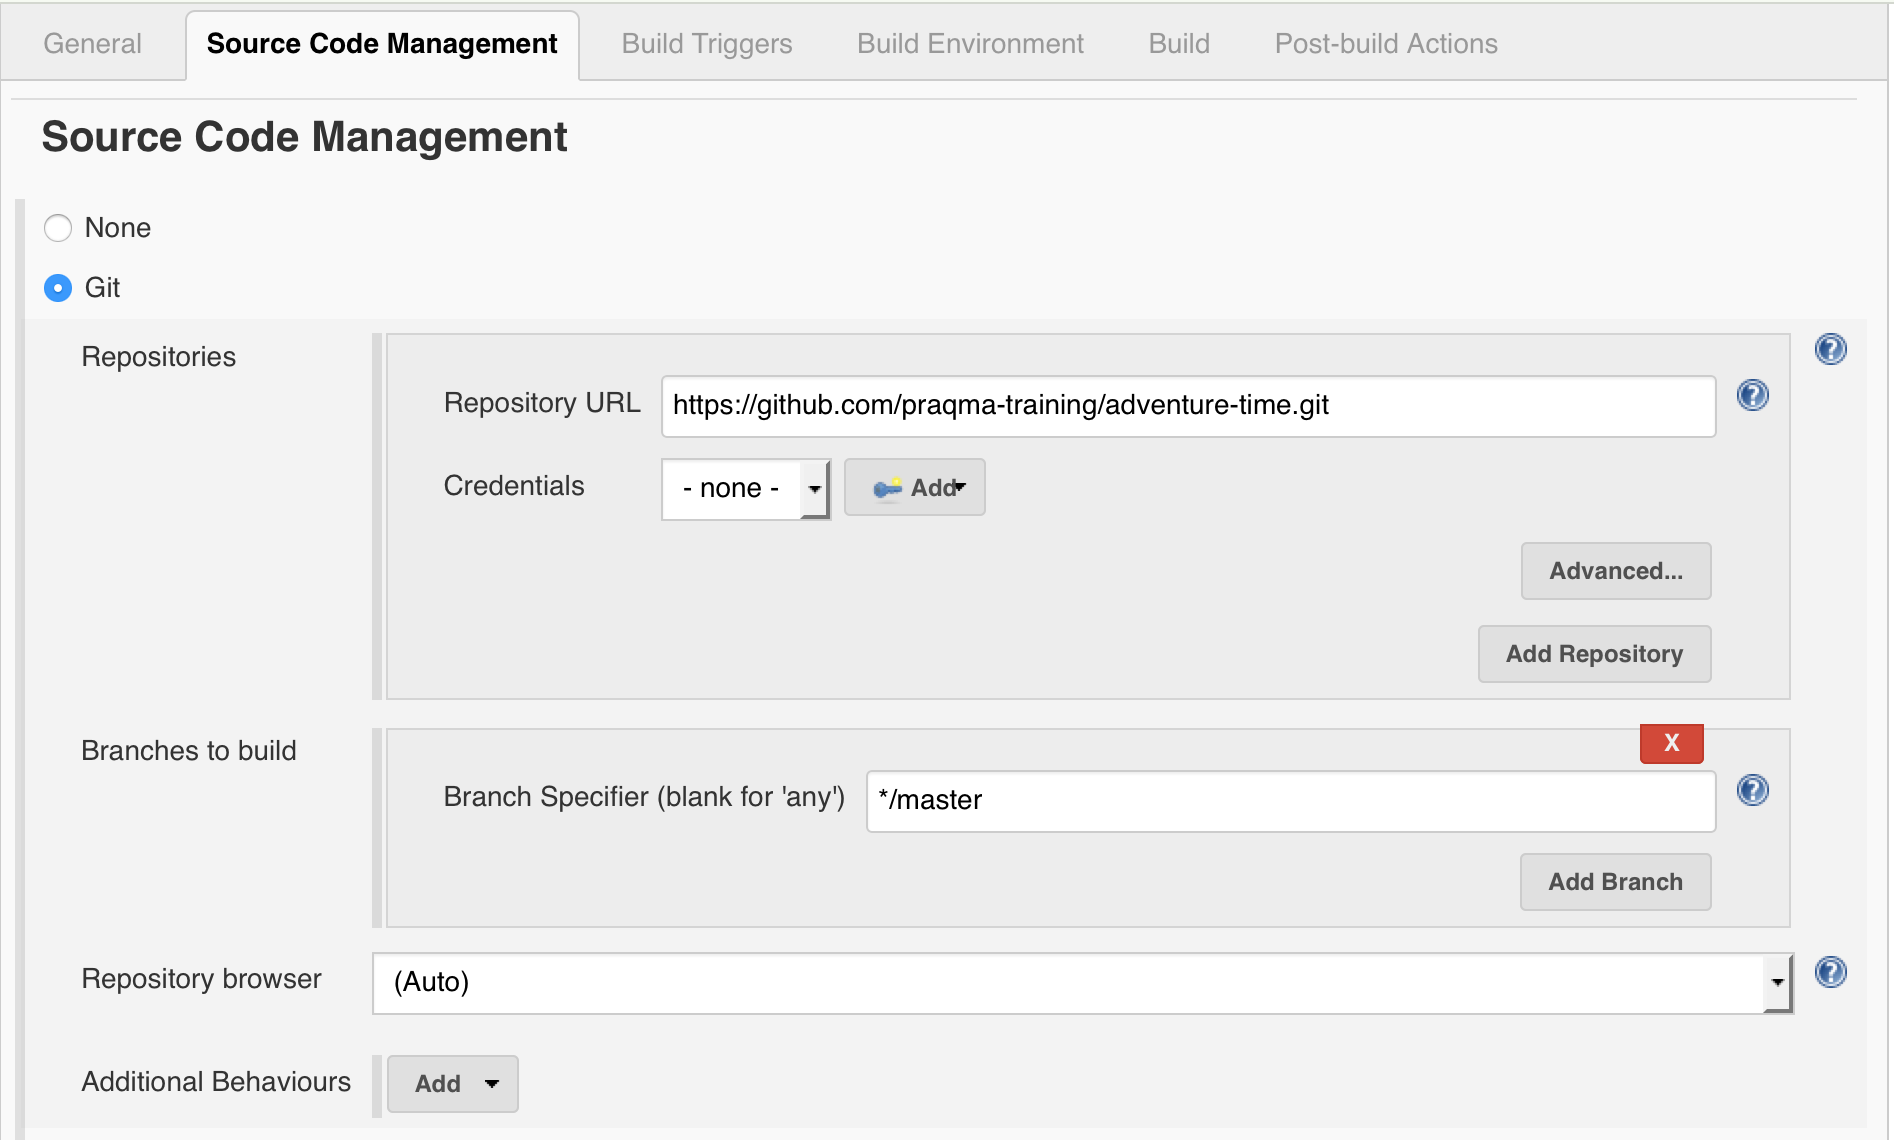 General Source Code Management Build Triggers Build Environment Build Post-build Actions
Source Code Management
None
Git
Repositories
Repository URL https://github.com/praqma-training/adventure-time.git
Credentials - none - Add
Advanced...
Add Repository
Branches to build
X
Branch Specifier (blank for 'any') */master
Add Branch
Repository browser (Auto)
Additional Behaviours Add